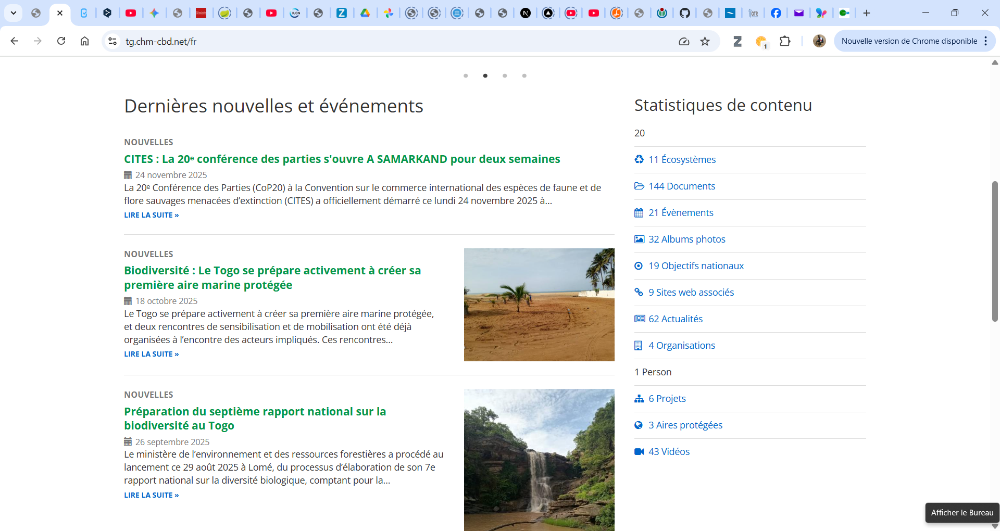 tg.chm-cbd.net/fr
1
Nouvelle version de Chrome disponible
Dernières nouvelles et événements
NOUVELLES
CITES : La 20ᵉ conférence des parties s'ouvre A SAMARKAND pour deux semaines
24 novembre 2025
La 20ᵉ Conférence des Parties (CoP20) à la Convention sur le commerce international des espèces de faune et de
flore sauvages menacées d’extinction (CITES) a officiellement démarré ce lundi 24 novembre 2025 à...
LIRE LA SUITE »
NOUVELLES
Biodiversité : Le Togo se prépare activement à créer sa
première aire marine protégée
18 octobre 2025
Le Togo se prépare activement à créer sa première aire marine protégée,
et deux rencontres de sensibilisation et de mobilisation ont été déjà
organisées à l’encontre des acteurs impliqués. Ces rencontres...
LIRE LA SUITE »
NOUVELLES
Préparation du septième rapport national sur la
biodiversité au Togo
26 septembre 2025
Le ministère de l’environnement et des ressources forestières a procédé au
lancement ce 29 août 2025 à Lomé, du processus d’élaboration de son 7e
rapport national sur la diversité biologique, comptant pour la...
LIRE LA SUITE »
Statistiques de contenu
20
11 Écosystèmes
144 Documents
21 Évènements
32 Albums photos
19 Objectifs nationaux
9 Sites web associés
62 Actualités
4 Organisations
1 Person
6 Projets
3 Aires protégées
43 Vidéos
Afficher le Bureau